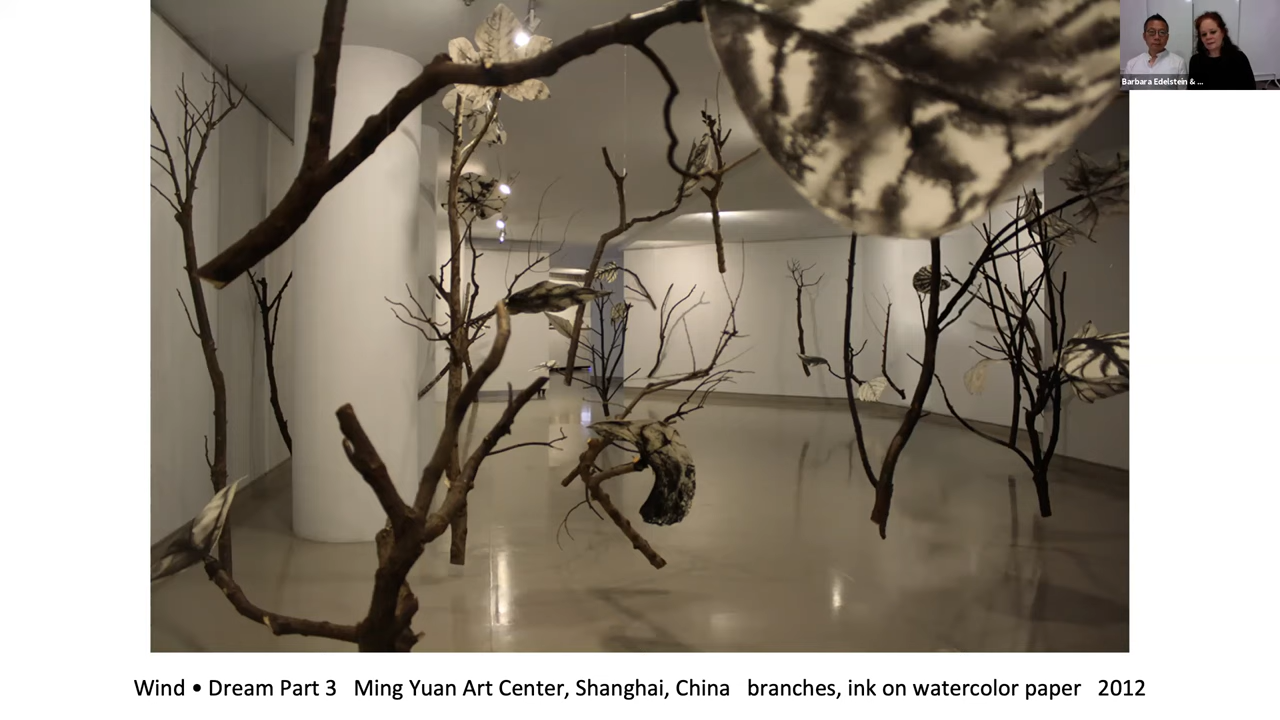 Barbara Edelstein & ...
Wind • Dream Part 3 Ming Yuan Art Center, Shanghai, China branches, ink on watercolor paper 2012